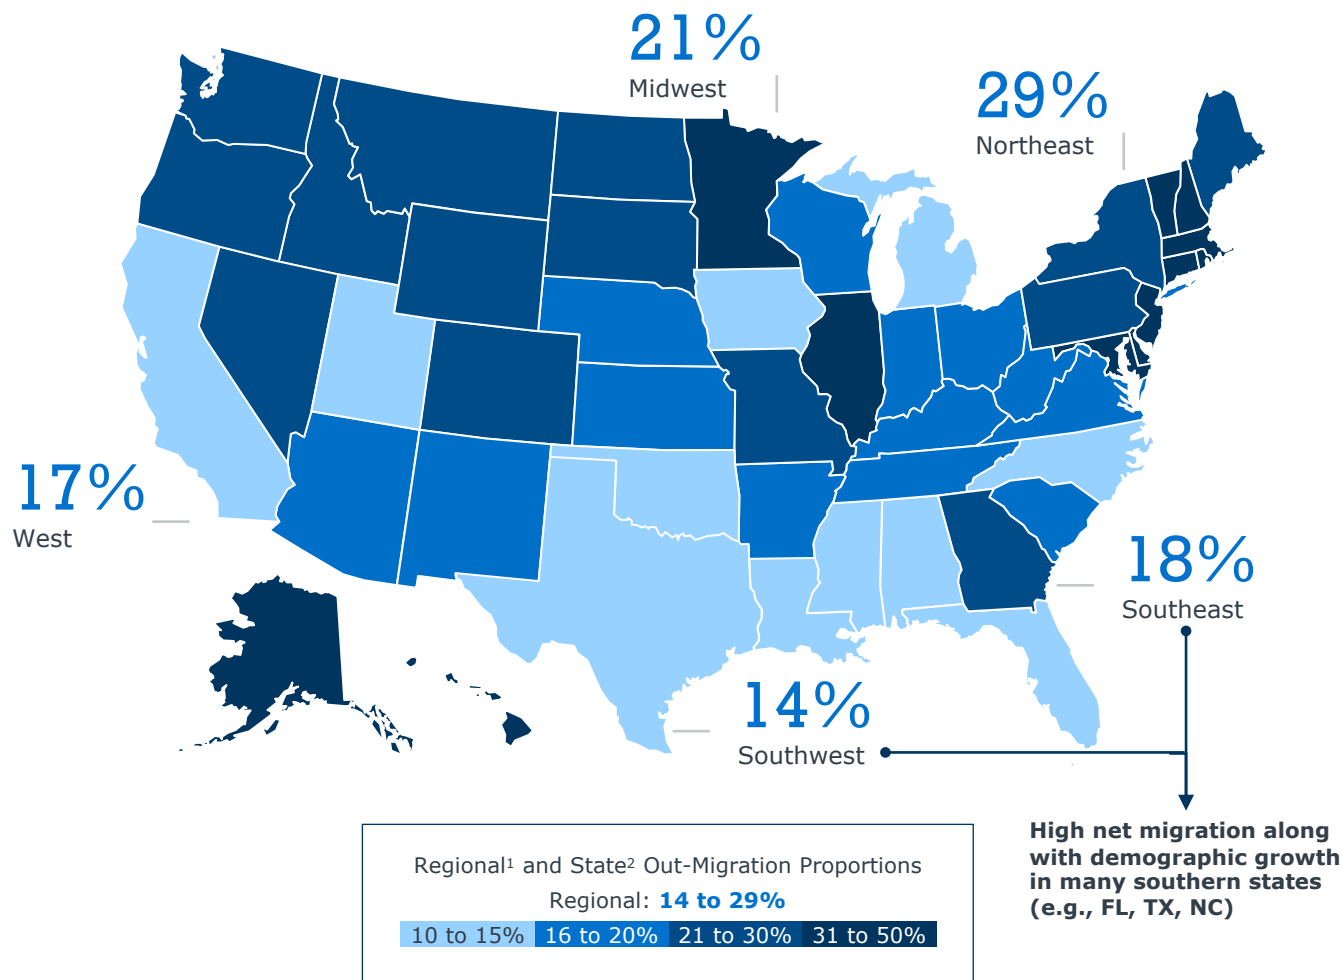 21%
Midwest
29%
Northeast
17%
West
18%
Southeast
14%
Southwest
High net migration along
with demographic growth
in many southern states
(e.g., FL, TX, NC)
Regional¹ and State² Out-Migration Proportions
Regional: 14 to 29%
10 to 15% 16 to 20% 21 to 30% 31 to 50%